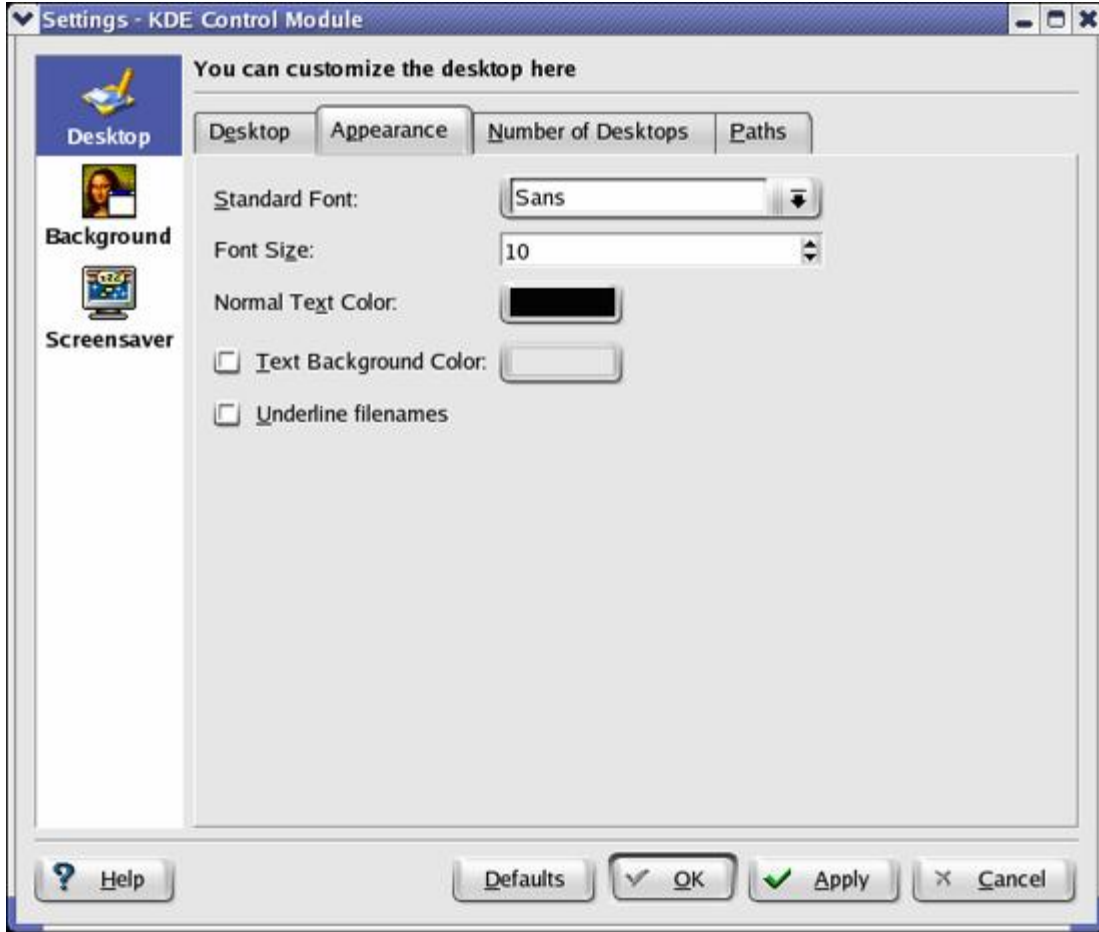 Settings - KDE Control Module
Desktop
Background
Screensaver
You can customize the desktop here
Desktop Appearance Number of Desktops Paths
Standard Font: Sans
Font Size: 10
Normal Text Color:
Text Background Color:
Underline filenames
? Help Defaults OK Apply Cancel